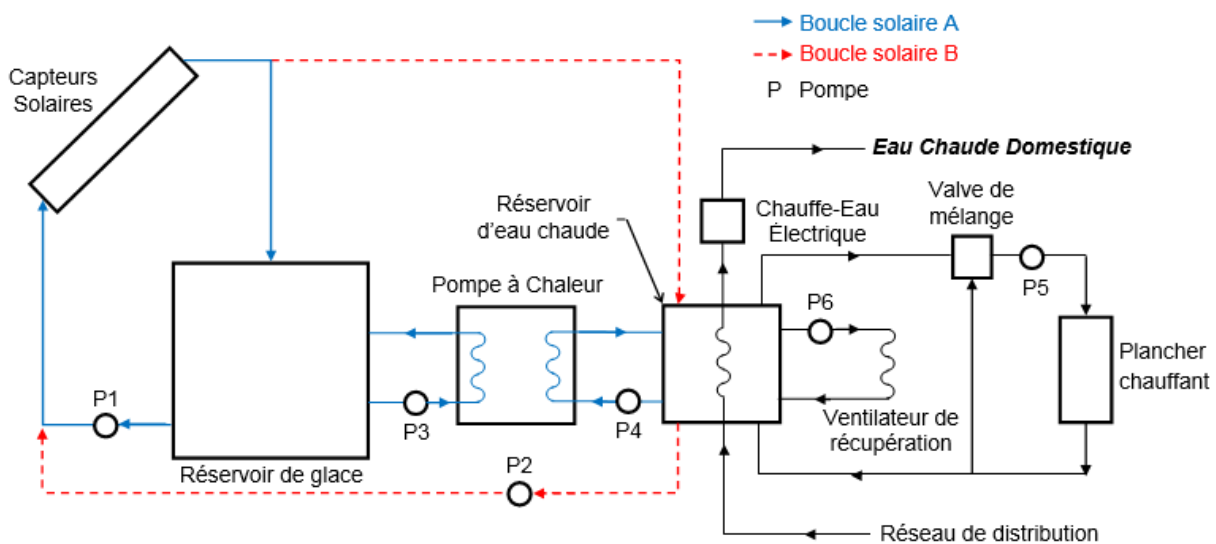 Boucle solaire A
Boucle solaire B
P Pompe
Capteurs
Solaires
Eau Chaude Domestique
Réservoir
d'eau chaude
Chauffe-Eau
Électrique
Valve de
mélange
P5
Pompe à Chaleur
P6
Plancher
chauffant
P1
P3
P4
Ventilateur de
récupération
Réservoir de glace
P2
Réseau de distribution